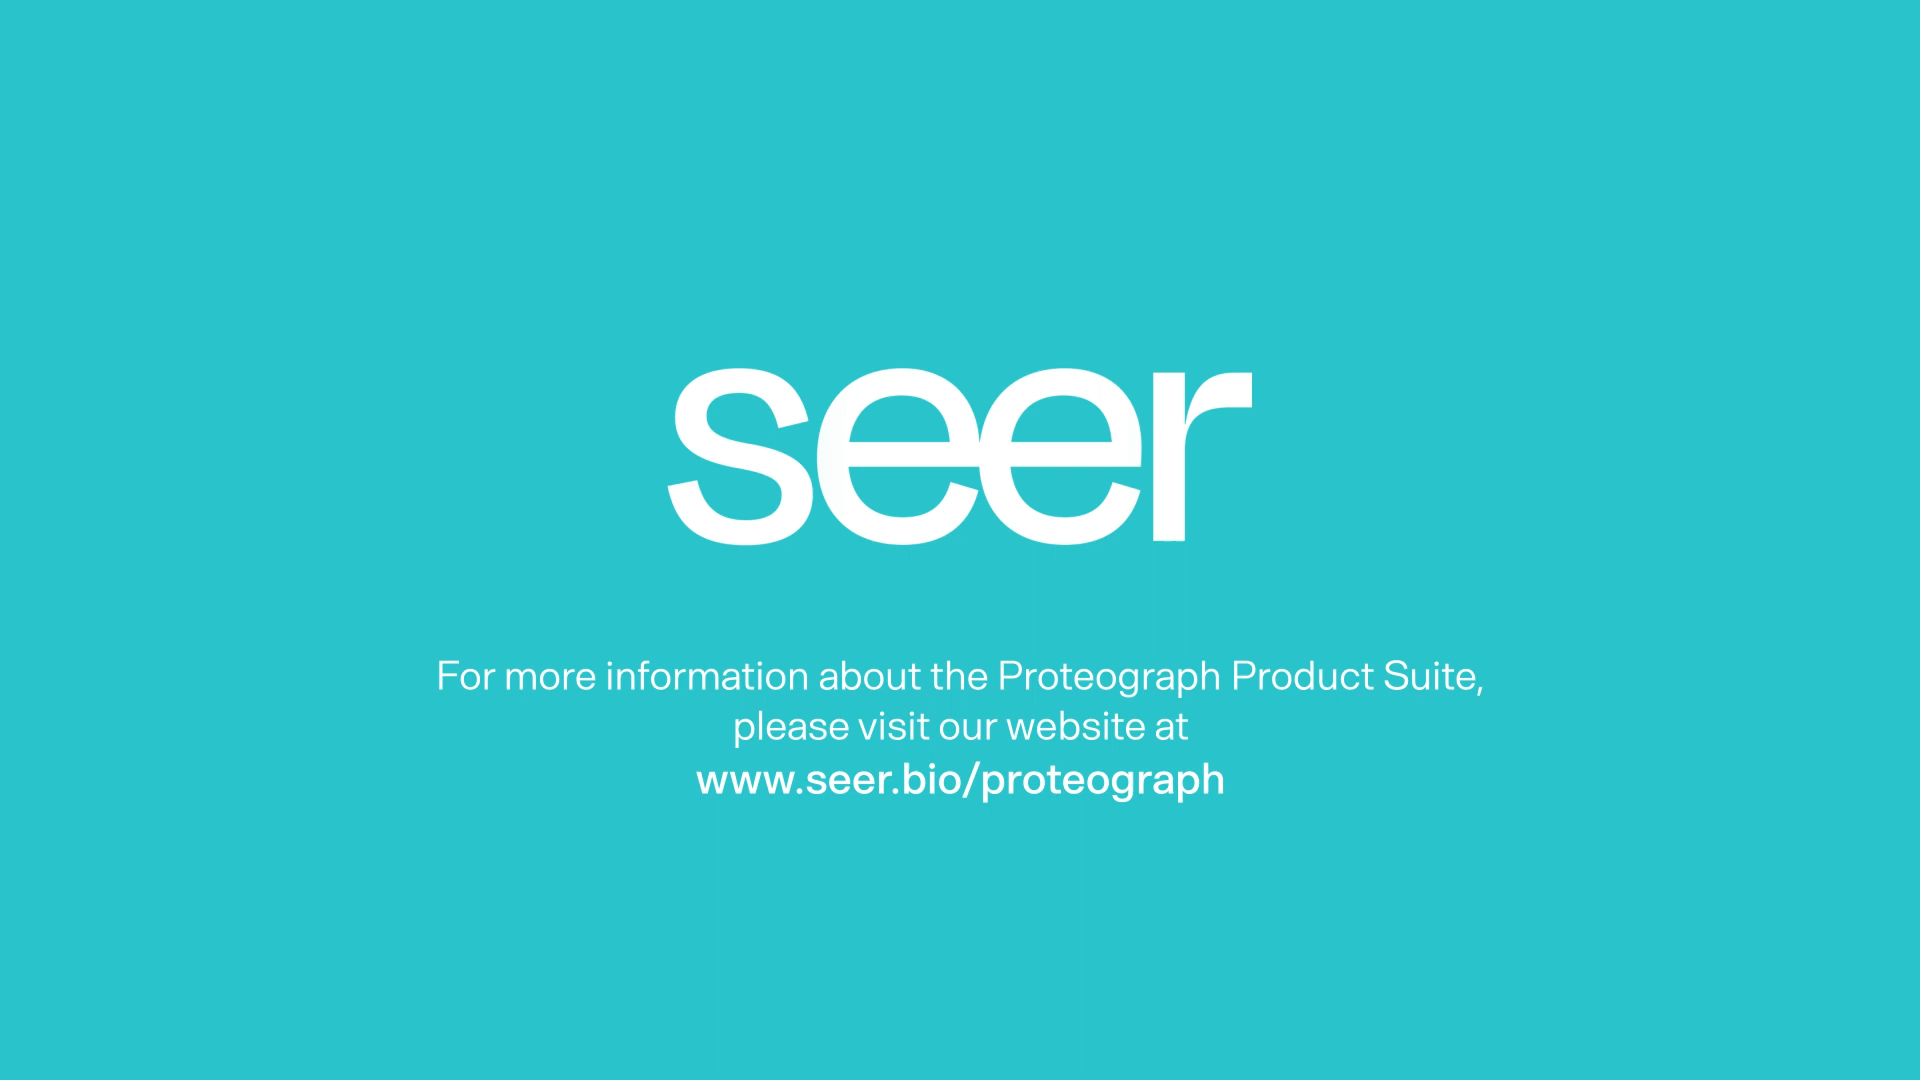 seer
For more information about the Proteograph Product Suite,
please visit our website at
www.seer.bio/proteograph